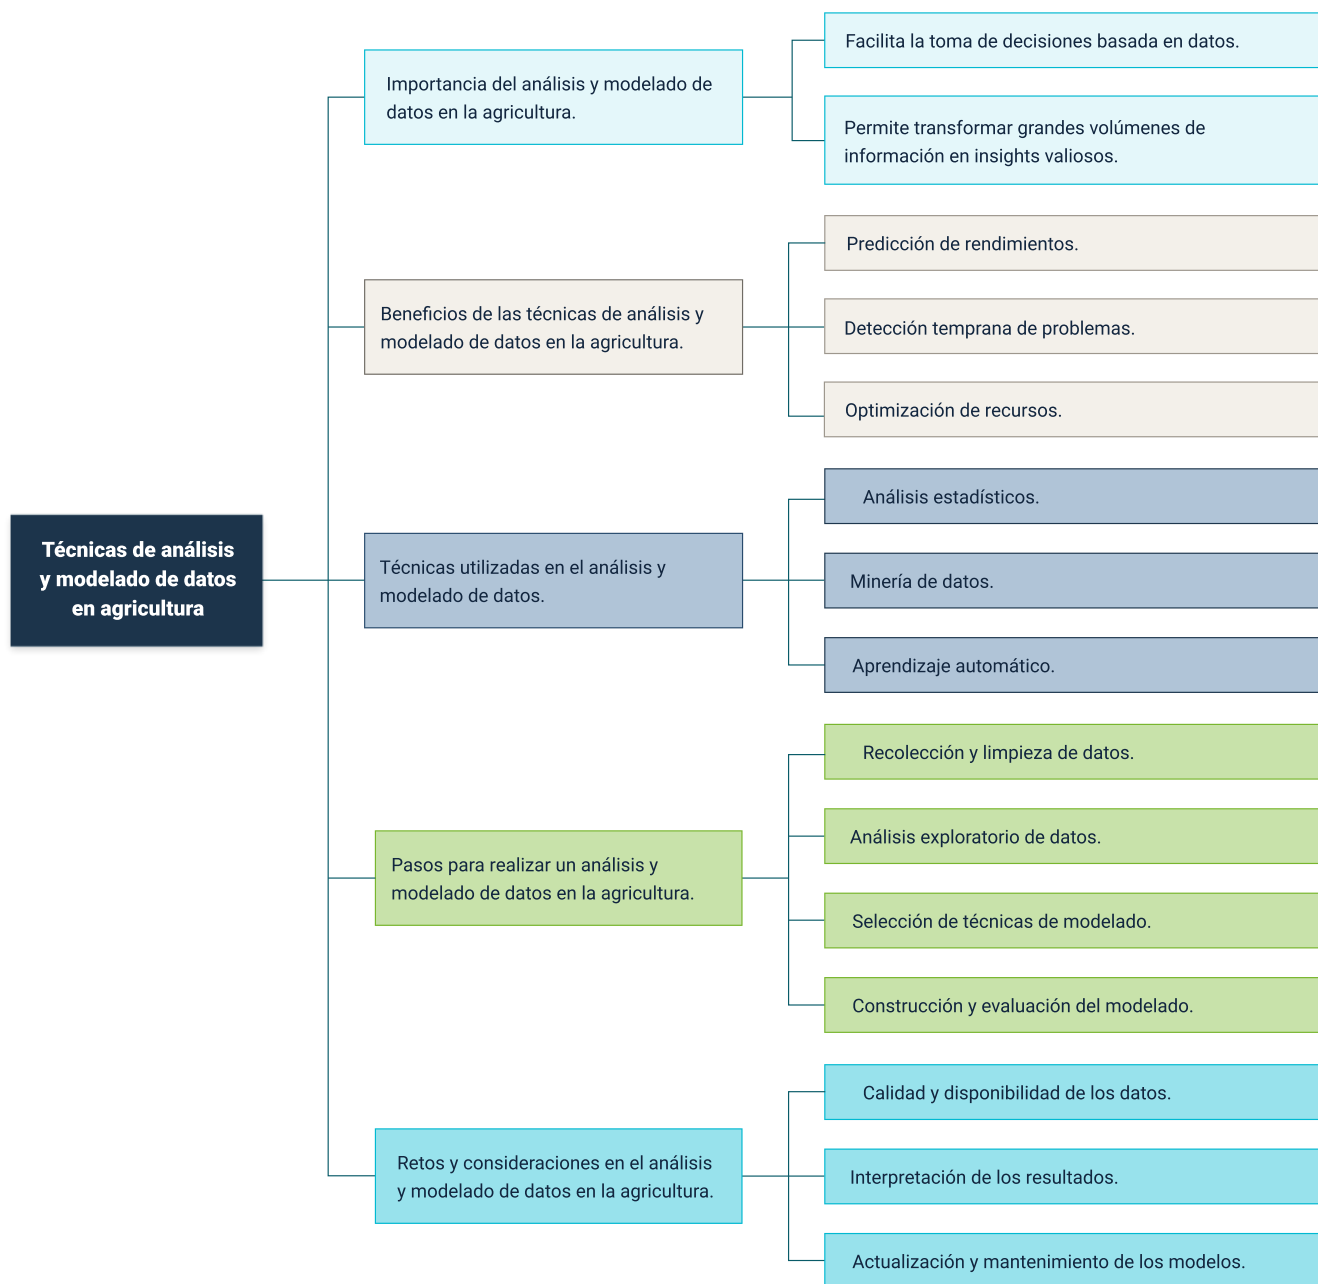 Técnicas de análisis
y modelado de datos
en agricultura
Importancia del análisis y modelado de
datos en la agricultura.
Facilita la toma de decisiones basada en datos.
Permite transformar grandes volúmenes de
información en insights valiosos.
Beneficios de las técnicas de análisis y
modelado de datos en la agricultura.
Predicción de rendimientos.
Detección temprana de problemas.
Optimización de recursos.
Técnicas utilizadas en el análisis y
modelado de datos.
Análisis estadísticos.
Minería de datos.
Aprendizaje automático.
Pasos para realizar un análisis y
modelado de datos en la agricultura.
Recolección y limpieza de datos.
Análisis exploratorio de datos.
Selección de técnicas de modelado.
Construcción y evaluación del modelado.
Retos y consideraciones en el análisis
y modelado de datos en la agricultura.
Calidad y disponibilidad de los datos.
Interpretación de los resultados.
Actualización y mantenimiento de los modelos.